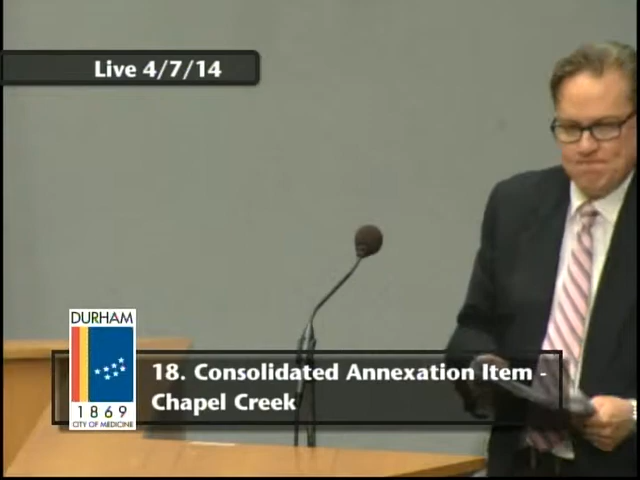 Live 4/7/14
DURHAM
1869
CITY OF MEDICINE
18. Consolidated Annexation Item -
Chapel Creek